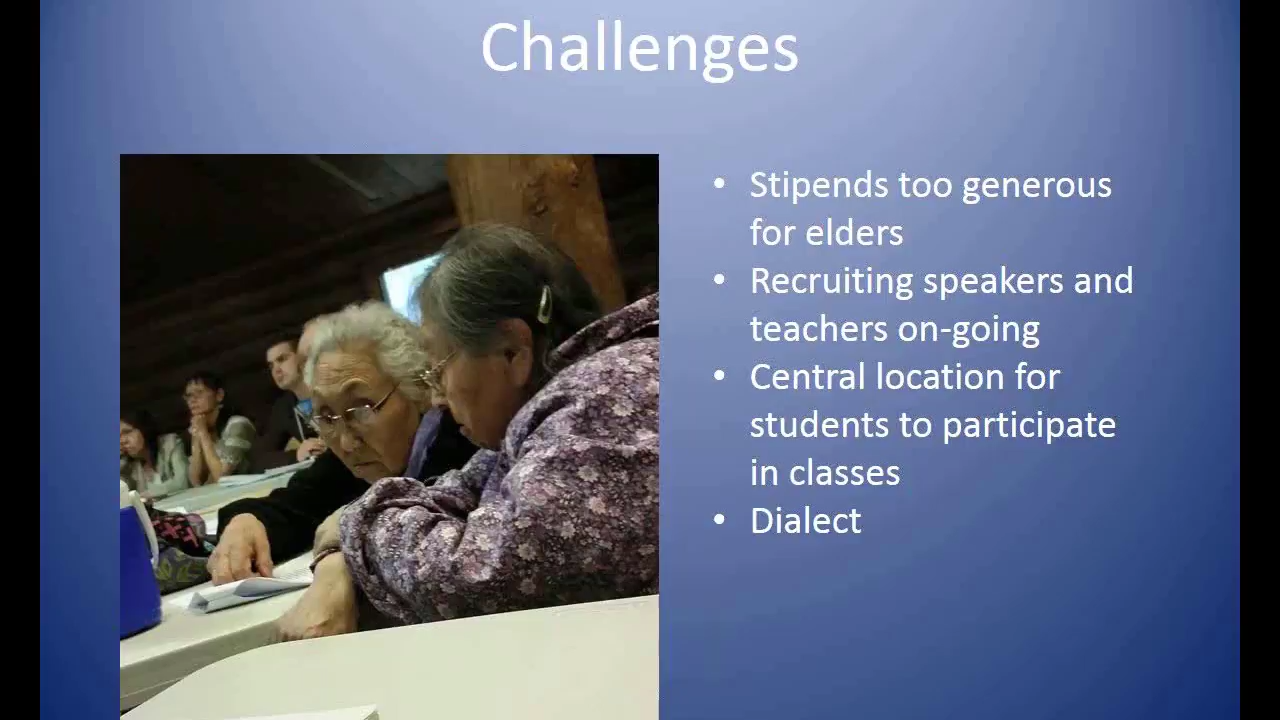 Challenges
• Stipends too generous
for elders
• Recruiting speakers and
teachers on-going
• Central location for
students to participate
in classes
• Dialect